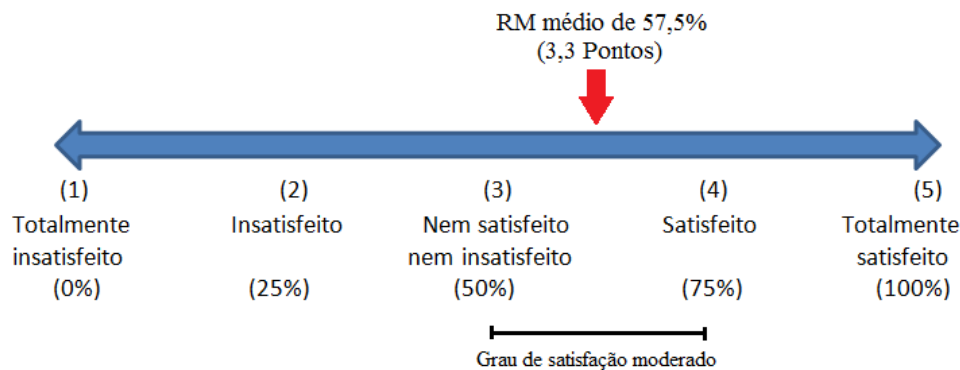 RM médio de 57,5%
(3,3 Pontos)
(1) (2) (3) (4) (5)
Totalmente Insatisfeito Nem satisfeito Satisfeito Totalmente
insatisfeito nem insatisfeito satisfeito
(0%) (25%) (50%) (75%) (100%)
Grau de satisfação moderado